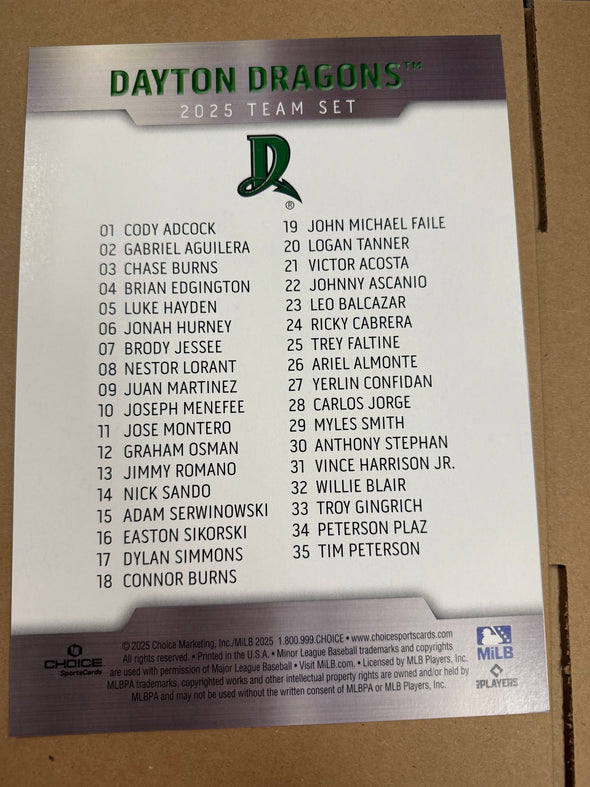 DAYTON DRAGONS™
2025 TEAM SET
D
®
01 CODY ADCOCK
02 GABRIEL AGUILERA
03 CHASE BURNS
04 BRIAN EDGINGTON
05 LUKE HAYDEN
06 JONAH HURNEY
07 BRODY JESSEE
08 NESTOR LORANT
09 JUAN MARTINEZ
10 JOSEPH MENEFEE
11 JOSE MONTERO
12 GRAHAM OSMAN
13 JIMMY ROMANO
14 NICK SANDO
15 ADAM SERWINOWSKI
16 EASTON SIKORSKI
17 DYLAN SIMMONS
18 CONNOR BURNS
19 JOHN MICHAEL FAILE
20 LOGAN TANNER
21 VICTOR ACOSTA
22 JOHNNY ASCANIO
23 LEO BALCAZAR
24 RICKY CABRERA
25 TREY FALTINE
26 ARIEL ALMONTE
27 YERLIN CONFIDAN
28 CARLOS JORGE
29 MYLES SMITH
30 ANTHONY STEPHAN
31 VINCE HARRISON JR.
32 WILLIE BLAIR
33 TROY GINGRICH
34 PETERSON PLAZ
35 TIM PETERSON
CHOICE
SportsCards
© 2025 Choice Marketing, Inc./MiLB 2025 1.800.999.CHOICE • www.choicesportscards.com
All rights reserved. • Printed in the U.S.A. • Minor League Baseball trademarks and copyrights
are used with permission of Major League Baseball • Visit MiLB.com. • Licensed by MLB Players, Inc.
MLBPA trademarks, copyrighted works and other intellectual property rights are owned and/or held by
MLBPA and may not be used without the written consent of MLBPA or MLB Players, Inc.
MiLB
PLAYERS